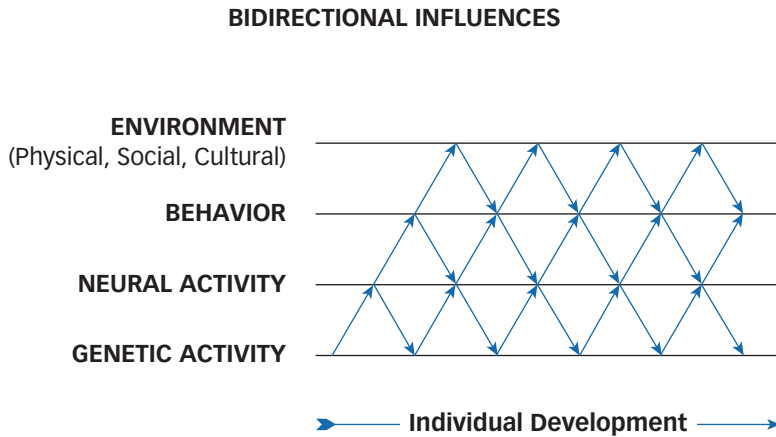 BIDIRECTIONAL INFLUENCES
ENVIRONMENT
(Physical, Social, Cultural)
BEHAVIOR
NEURAL ACTIVITY
GENETIC ACTIVITY
Individual Development